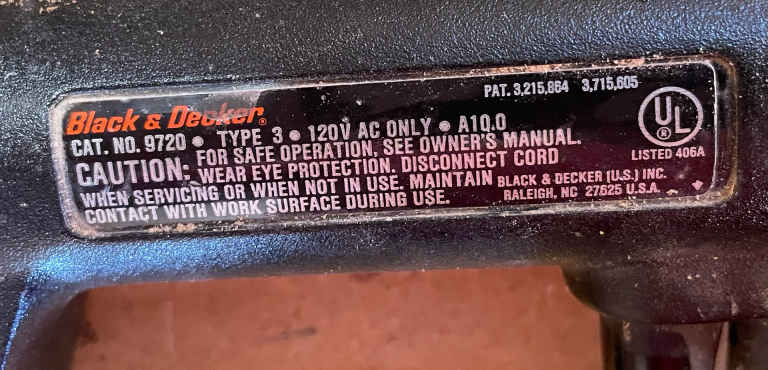 PAT. 3,215,864 3,715,605
Black & Decker®
CAT. NO. 9720 • TYPE 3 • 120V AC ONLY • A10.0
UL ®
LISTED 406A
CAUTION: FOR SAFE OPERATION. SEE OWNER'S MANUAL.
WEAR EYE PROTECTION. DISCONNECT CORD
WHEN SERVICING OR WHEN NOT IN USE. MAINTAIN
CONTACT WITH WORK SURFACE DURING USE.
BLACK & DECKER (U.S.) INC.
RALEIGH, NC 27625 U.S.A.